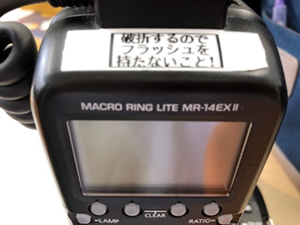 破折するので
フラッシュを
持たないこと!
MACRO RING LITE MR-14EX II
LAMP
CLEAR
RATIO